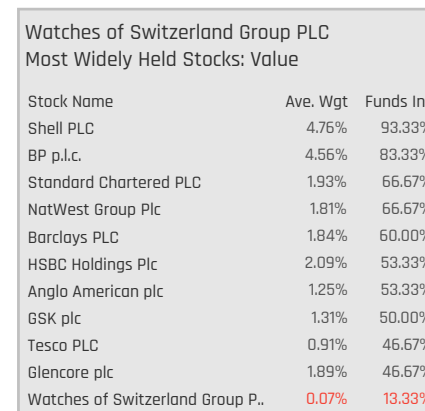 Watches of Switzerland Group PLC
Most Widely Held Stocks: Value
Stock Name Ave. Wgt Funds In
Shell PLC 4.76% 93.33%
BP p.l.c. 4.56% 83.33%
Standard Chartered PLC 1.93% 66.67%
NatWest Group Plc 1.81% 66.67%
Barclays PLC 1.84% 60.00%
HSBC Holdings Plc 2.09% 53.33%
Anglo American plc 1.25% 53.33%
GSK plc 1.31% 50.00%
Tesco PLC 0.91% 46.67%
Glencore plc 1.89% 46.67%
Watches of Switzerland Group P.. 0.07% 13.33%